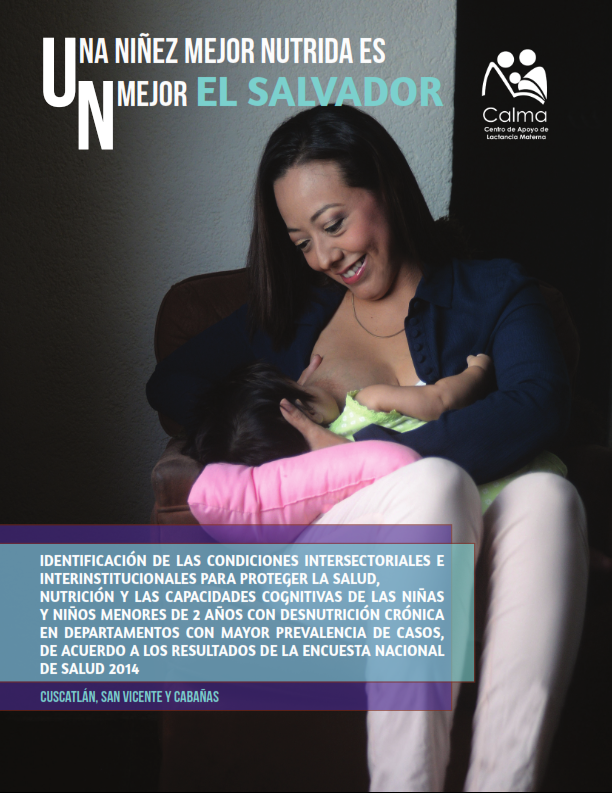 UNA NIÑEZ MEJOR NUTRIDA ES
UN MEJOR EL SALVADOR
Calma
Centro de Apoyo de
Lactancia Materna
IDENTIFICACIÓN DE LAS CONDICIONES INTERSECTORIALES E
INTERINSTITUCIONALES PARA PROTEGER LA SALUD,
NUTRICIÓN Y LAS CAPACIDADES COGNITIVAS DE LAS NIÑAS
Y NIÑOS MENORES DE 2 AÑOS CON DESNUTRICIÓN CRÓNICA
EN DEPARTAMENTOS CON MAYOR PREVALENCIA DE CASOS,
DE ACUERDO A LOS RESULTADOS DE LA ENCUESTA NACIONAL
DE SALUD 2014
CUSCATLÁN, SAN VICENTE Y CABAÑAS